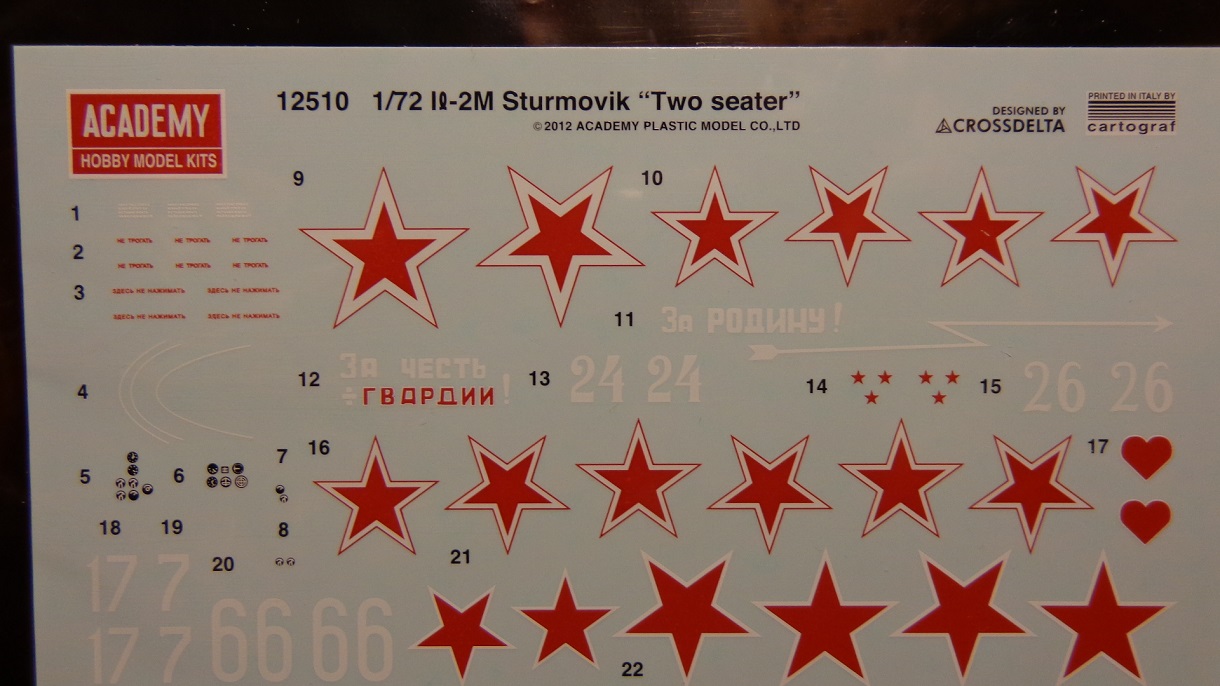 ACADEMY
HOBBY MODEL KITS
12510 1/72 Iℓ-2M Sturmovik “Two seater”
©2012 ACADEMY PLASTIC MODEL CO.,LTD
DESIGNED BY
CROSSDELTA
PRINTED IN ITALY BY
cartograf
9
10
1
2
НЕ ТРОГАТЬ НЕ ТРОГАТЬ НЕ ТРОГАТЬ
НЕ ТРОГАТЬ НЕ ТРОГАТЬ НЕ ТРОГАТЬ
3
ЗДЕСЬ НЕ НАЖИМАТЬ ЗДЕСЬ НЕ НАЖИМАТЬ
ЗДЕСЬ НЕ НАЖИМАТЬ ЗДЕСЬ НЕ НАЖИМАТЬ
11
За РОДИНУ!
4
12
За ЧЕСТЬ
÷ГВАРДИИ!
13
24 24
14
15
26 26
5
6
7
16
17
18
19
8
20
21
17 7
17 7
66 66
22